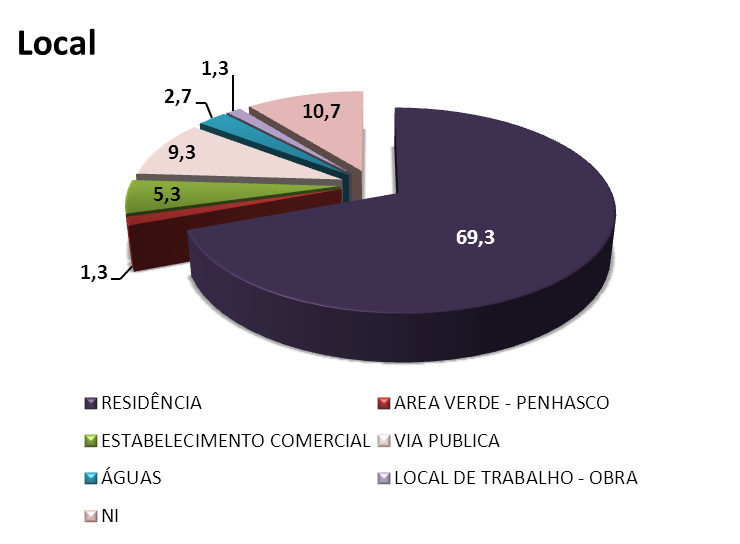 Local
1,3
2,7
10,7
9,3
5,3
69,3
1,3
RESIDÊNCIA
AREA VERDE - PENHASCO
ESTABELECIMENTO COMERCIAL
VIA PUBLICA
ÁGUAS
LOCAL DE TRABALHO - OBRA
NI